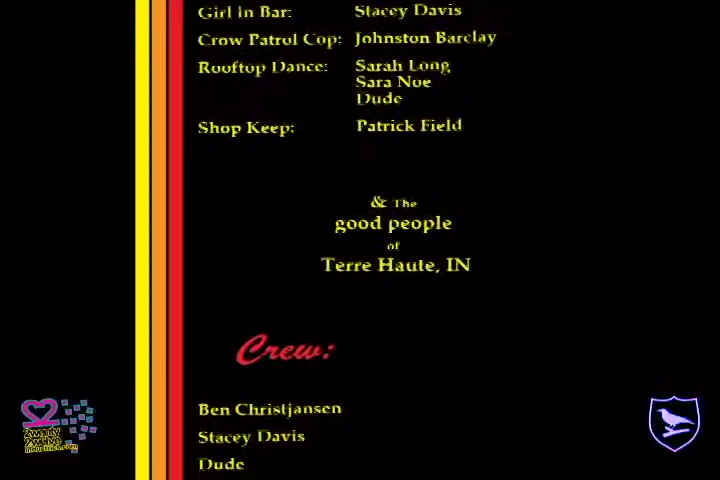 Girl In Bar: Stacey Davis
Crow Patrol Cop: Johnston Barclay
Rooftop Dance: Sarah Long
Sara Noe
Dude
Shop Keep: Patrick Field
& The
good people
of
Terre Haute, IN
Crew:
Ben Christjansen
Stacey Davis
Dude